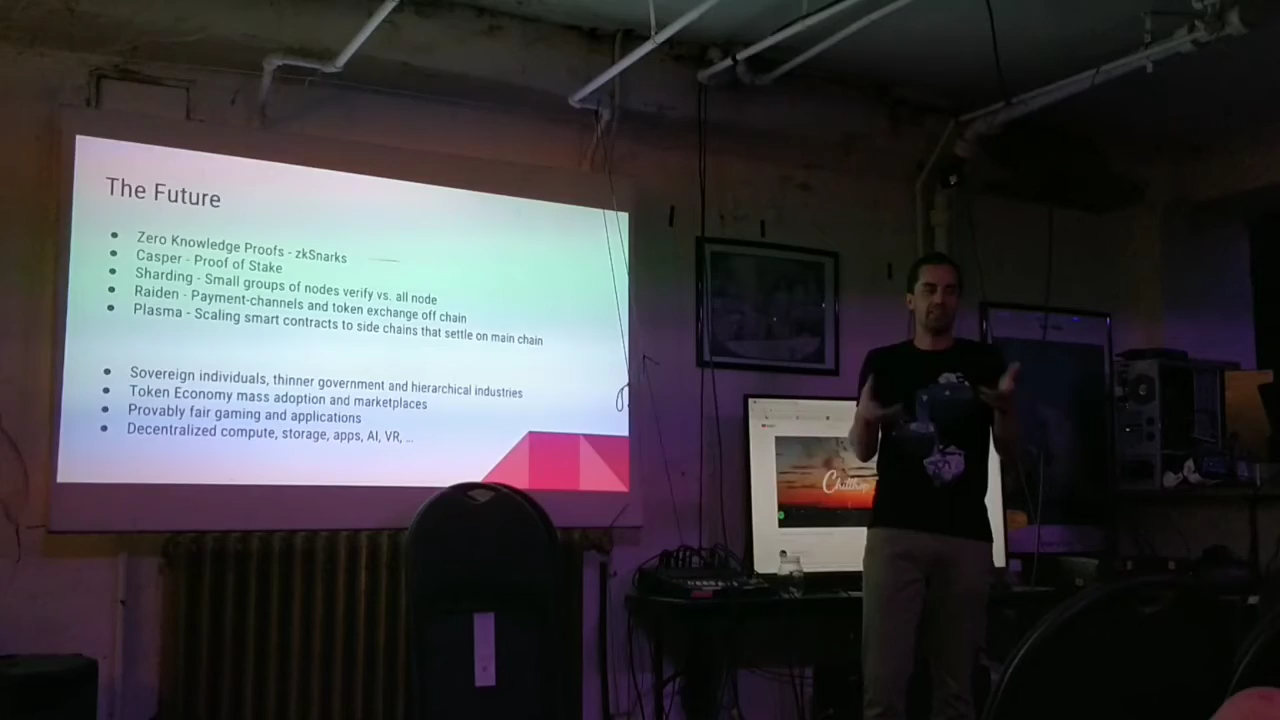 The Future
Zero Knowledge Proofs - zkSnarks
Casper - Proof of Stake
Sharding - Small groups of nodes verify vs. all node
Raiden - Payment-channels and token exchange off chain
Plasma - Scaling smart contracts to side chains that settle on main chain
Sovereign individuals, thinner government and hierarchical industries
Token Economy mass adoption and marketplaces
Provably fair gaming and applications
Decentralized compute, storage, apps, AI, VR, ...